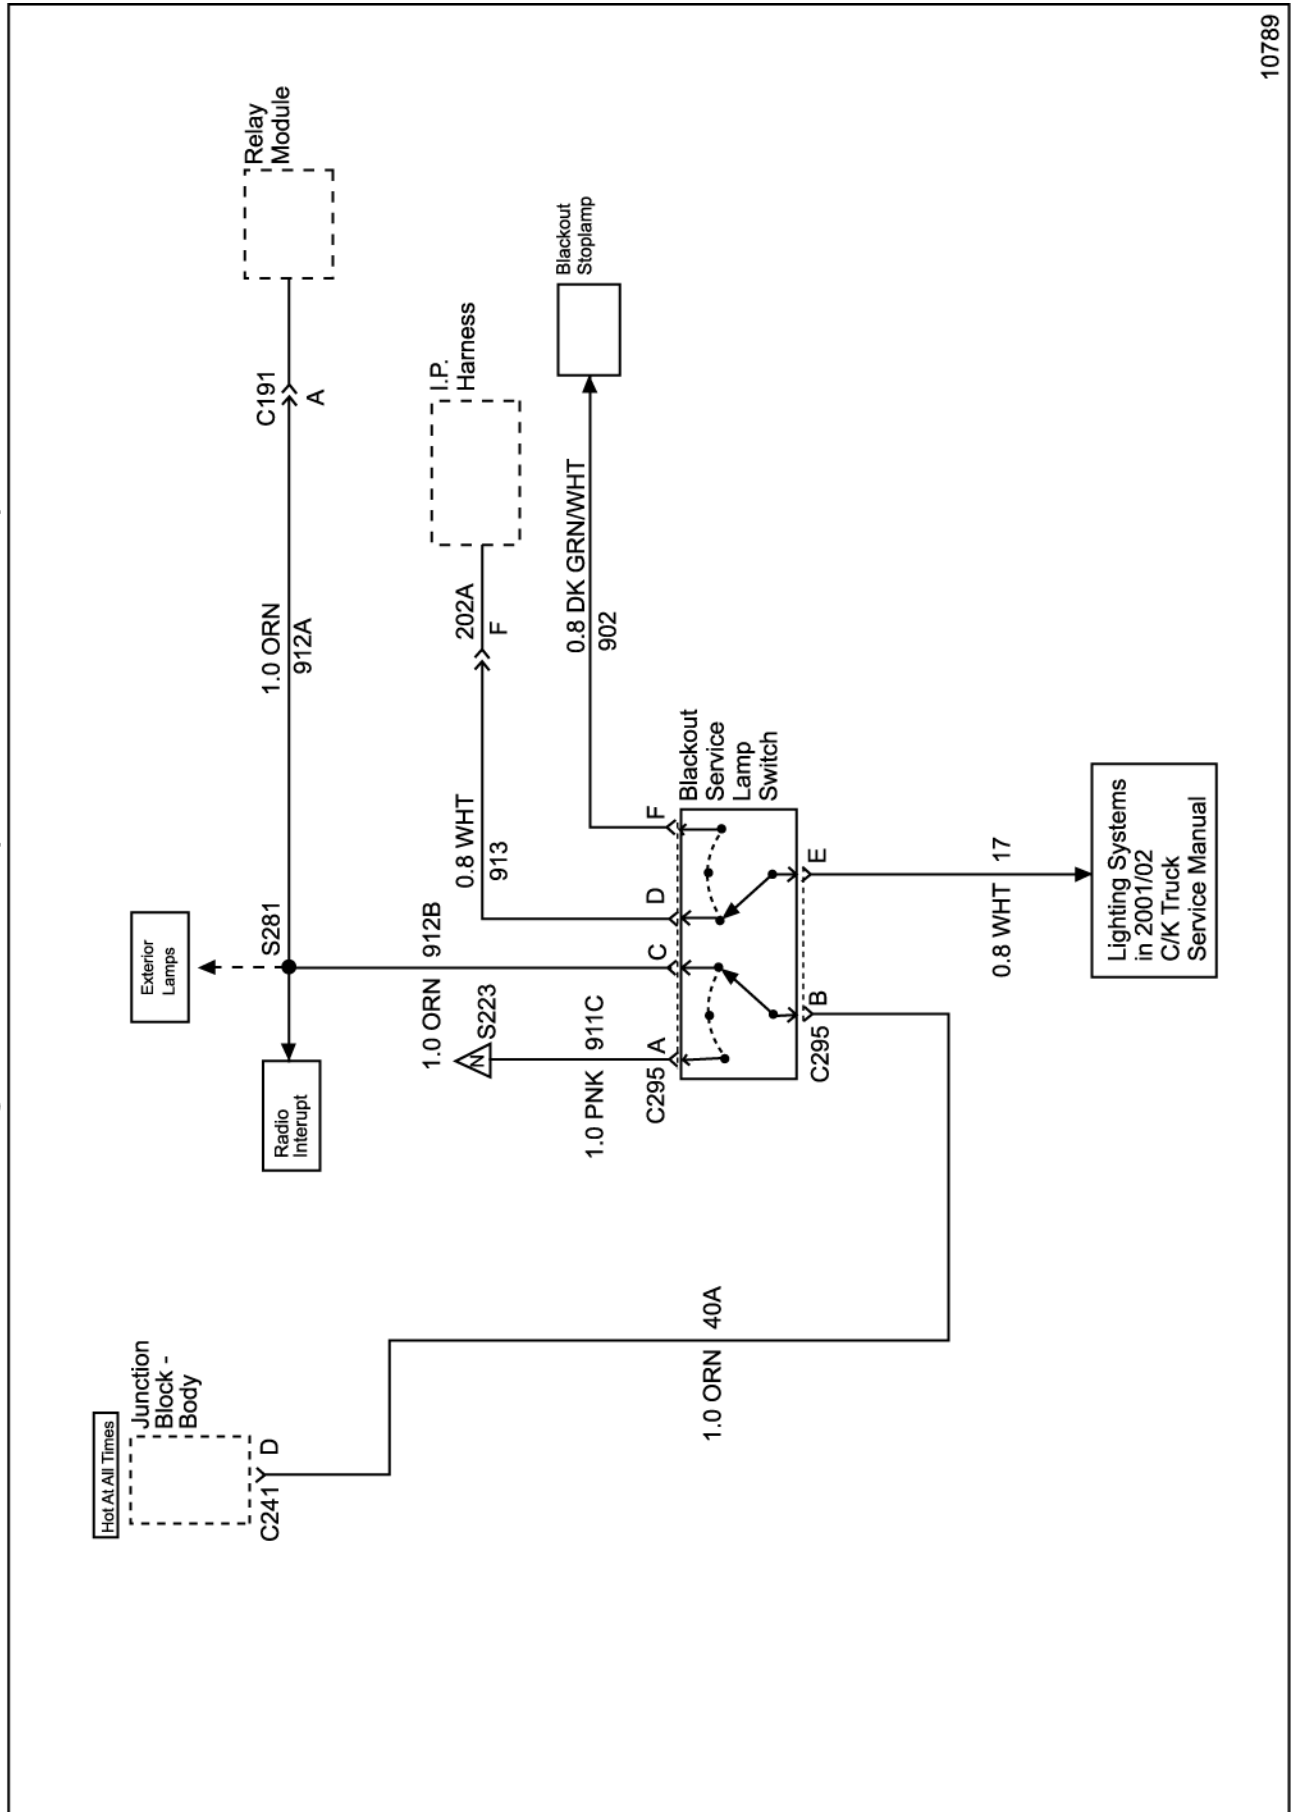 10789
Relay
Module
C191
A
1.0 ORN
912A
S281
Exterior
Lamps
Radio
Interupt
I.P.
Harness
202A
F
0.8 WHT
913
Blackout
Stoplamp
0.8 DK GRN/WHT
902
1.0 ORN 912B
N
S223
1.0 PNK 911C
C295 A
C
D
F
Blackout
Service
Lamp
Switch
C295 B
E
0.8 WHT 17
Lighting Systems
in 2001/02
C/K Truck
Service Manual
Hot At All Times
Junction
Block -
Body
C241 D
1.0 ORN 40A